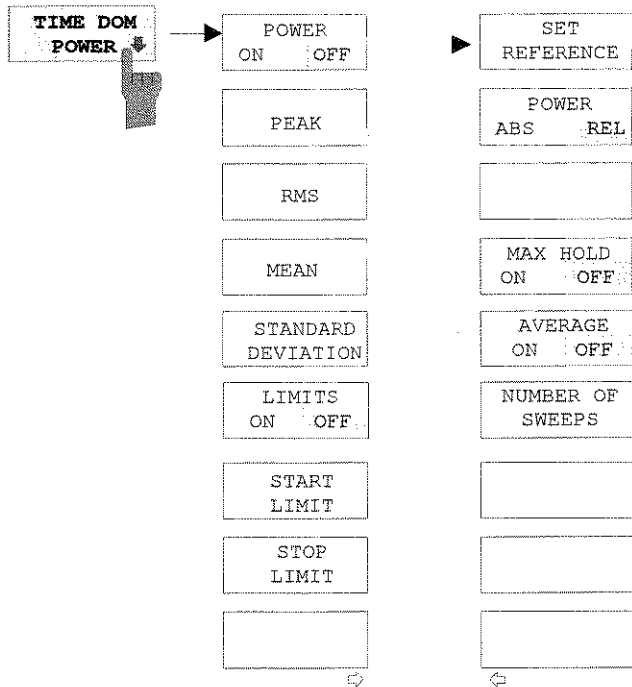 TIME DOM
POWER
POWER
ON OFF
PEAK
RMS
MEAN
STANDARD
DEVIATION
LIMITS
ON OFF
START
LIMIT
STOP
LIMIT
SET
REFERENCE
POWER
ABS REL
MAX HOLD
ON OFF
AVERAGE
ON OFF
NUMBER OF
SWEEPS